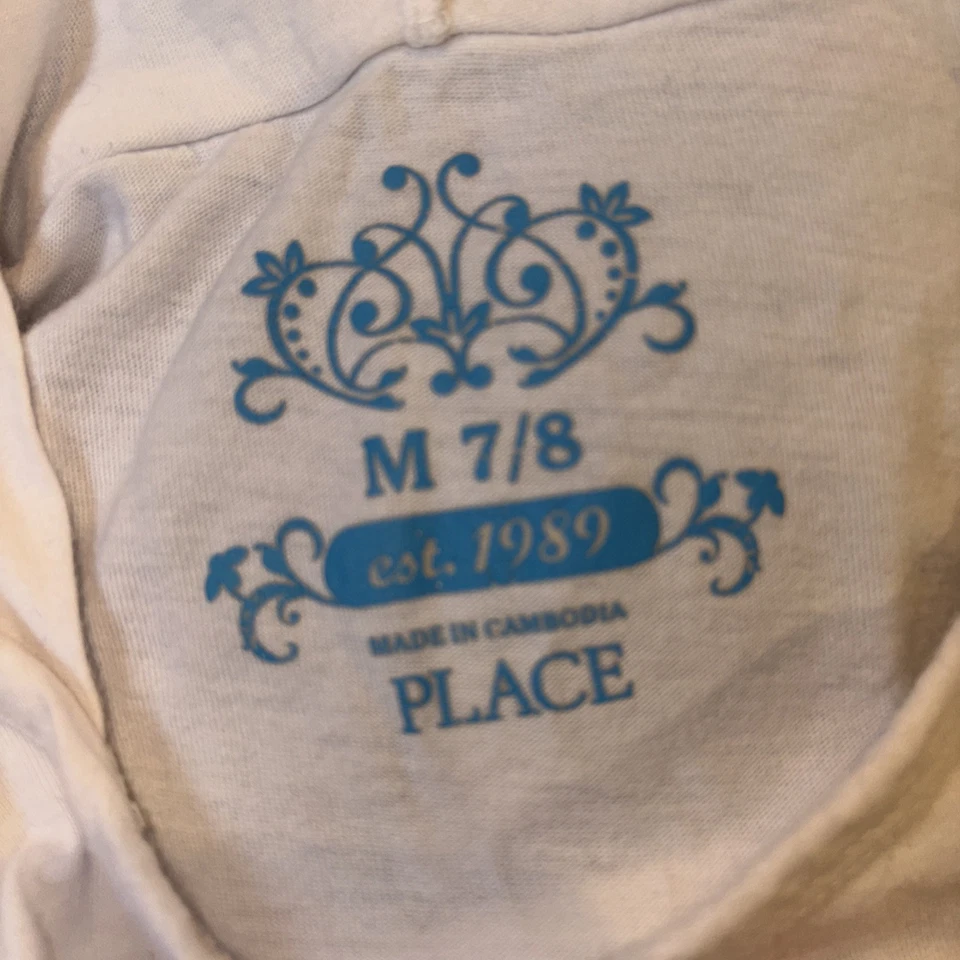 M 7/8
est. 1989
MADE IN CAMBODIA
PLACE